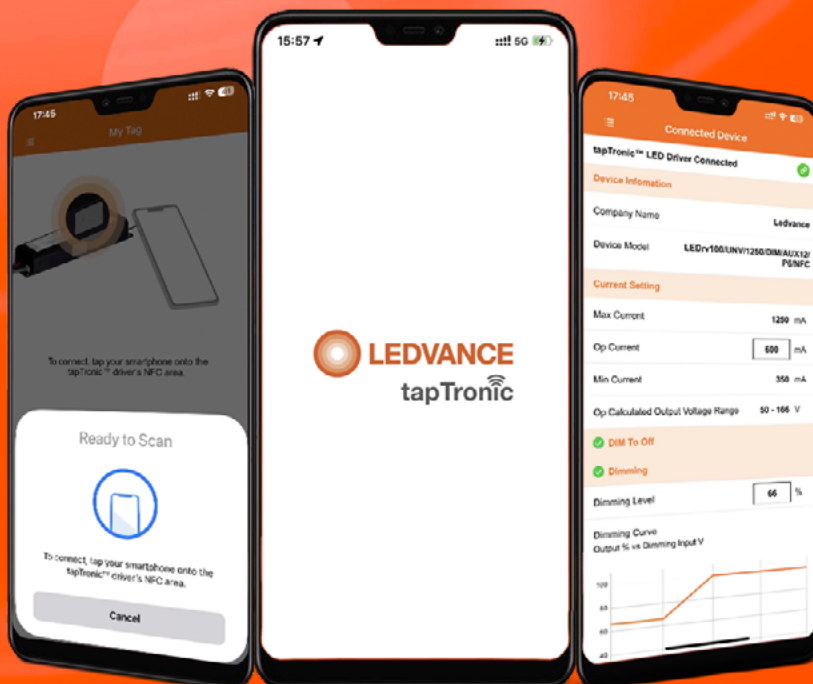 17:45
My Tag
To connect, tap your smartphone onto the
tapTronic™ driver's NFC area.
Ready to Scan
To connect, tap your smartphone onto the
tapTronic™ driver's NFC area.
Cancel
15:57
5G
LEDVANCE
tapTronic
17:45
Connected Device
tapTronic™ LED Driver Connected
Device Infomation
Company Name Ledvance
Device Model LEDrv100/UNV/1250/DIM/AUX12/
P6/NFC
Current Setting
Max Current 1250 mA
Op Current 600 mA
Min Current 350 mA
Op Calculated Output Voltage Range 50 - 166 V
DIM To Off
Dimming
Dimming Level 66 %
Dimming Curve
Output % vs Dimming Input V
100
80
60
40